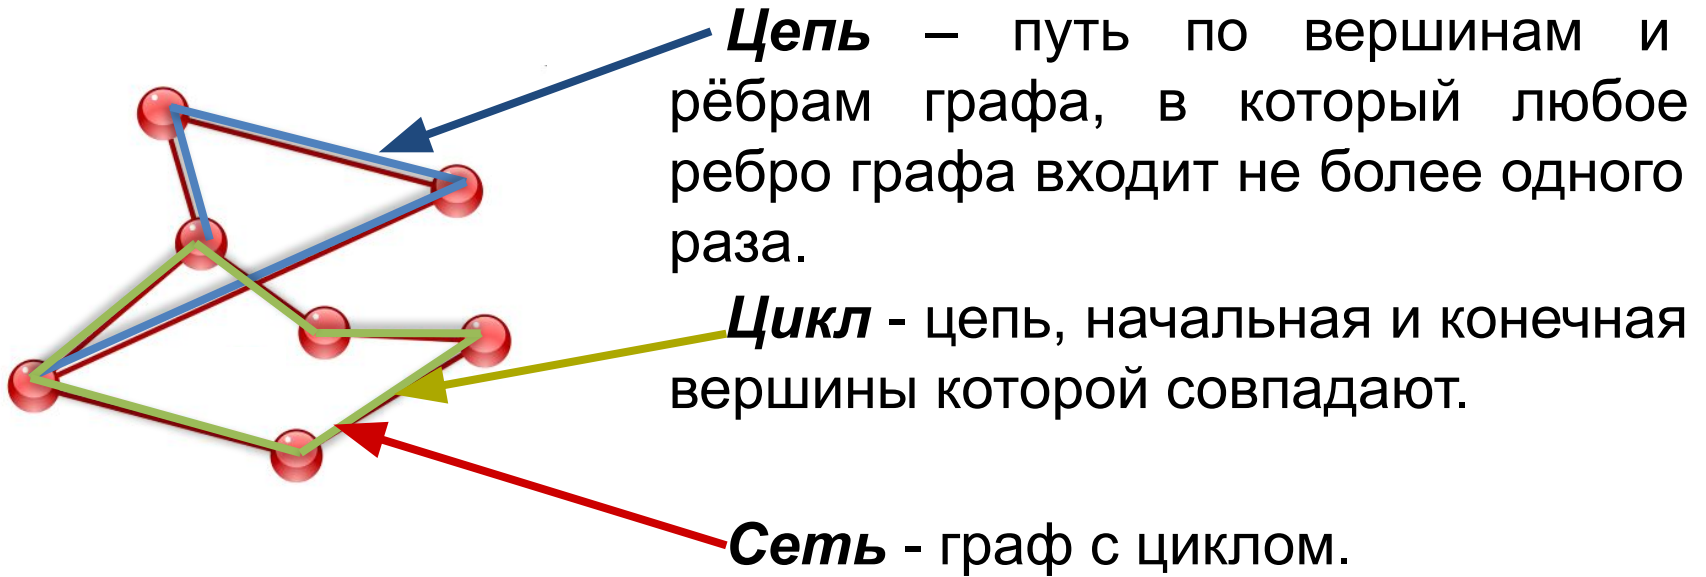 Цепь – путь по вершинам и
рёбрам графа, в который любое
ребро графа входит не более одного
раза.
Цикл - цепь, начальная и конечная
вершины которой совпадают.
Сеть - граф с циклом.